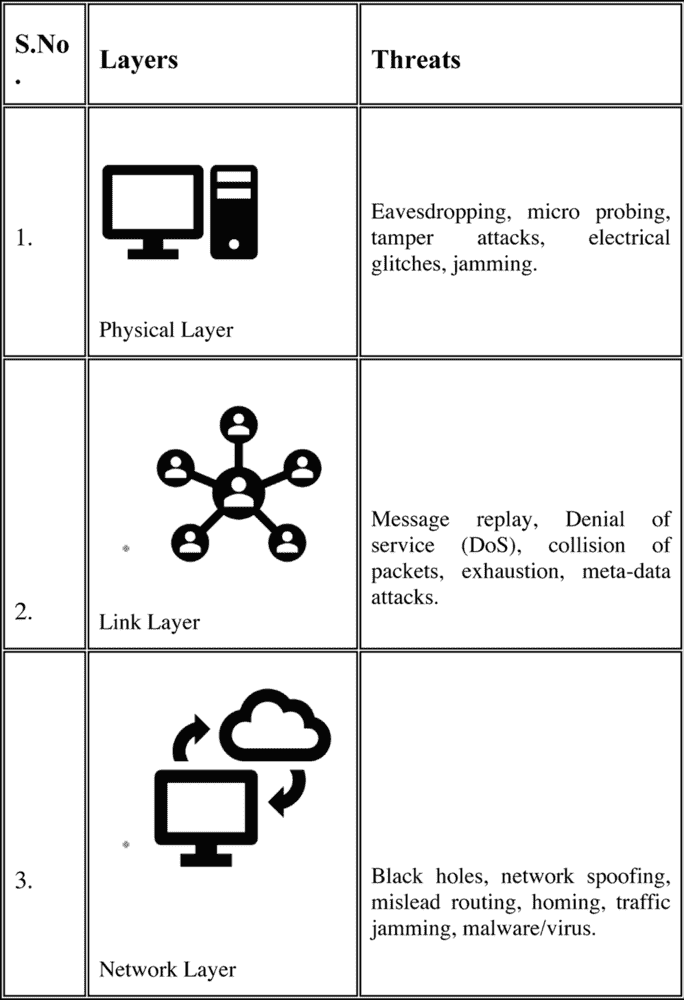 S.No
.
Layers
Threats
1.
Physical Layer
Eavesdropping, micro probing,
tamper attacks, electrical
glitches, jamming.
2.
Link Layer
Message replay, Denial of
service (DoS), collision of
packets, exhaustion, meta-data
attacks.
3.
Network Layer
Black holes, network spoofing,
mislead routing, homing, traffic
jamming, malware/virus.